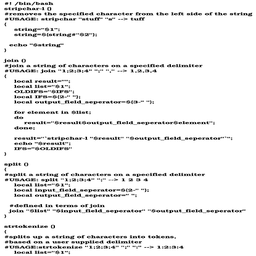 #! /bin/bash
stripchar-l ()
#removes the specified character from the left side of the string
#USAGE: stripchar "stuff" "s" --> tuff
{
string="$1";
string=${string#"$2"};
echo "$string"
}
join ()
#join a string of characters on a specified delimiter
#USAGE: join "1;2;3;4" ";" "," --> 1,2,3,4
{
local result="";
local list="$1";
OLDIFS="$IFS";
local IFS=${2-" "};
local output_field_seperator=${3-" "};
for element in $list;
do
result="$result$output_field_seperator$element";
done;
result="`stripchar-l "$result" "$output_field_seperator"`";
echo "$result";
IFS="$OLDIFS"
}
split ()
#split a string of characters on a specified delimiter
#USAGE: split "1;2;3;4" ";" --> 1 2 3 4
{
local list="$1";
local input_field_seperator=${2-" "};
local output_field_seperator=" ";
#defined in terms of join
join "$list" "$input_field_seperator" "$output_field_seperator"
}
strtokenize ()
#splits up a string of characters into tokens,
#based on a user supplied delimiter
#USAGE:strtokenize "1;2;3;4" ";" ":" --> 1:2:3:4
{
local list="$1";